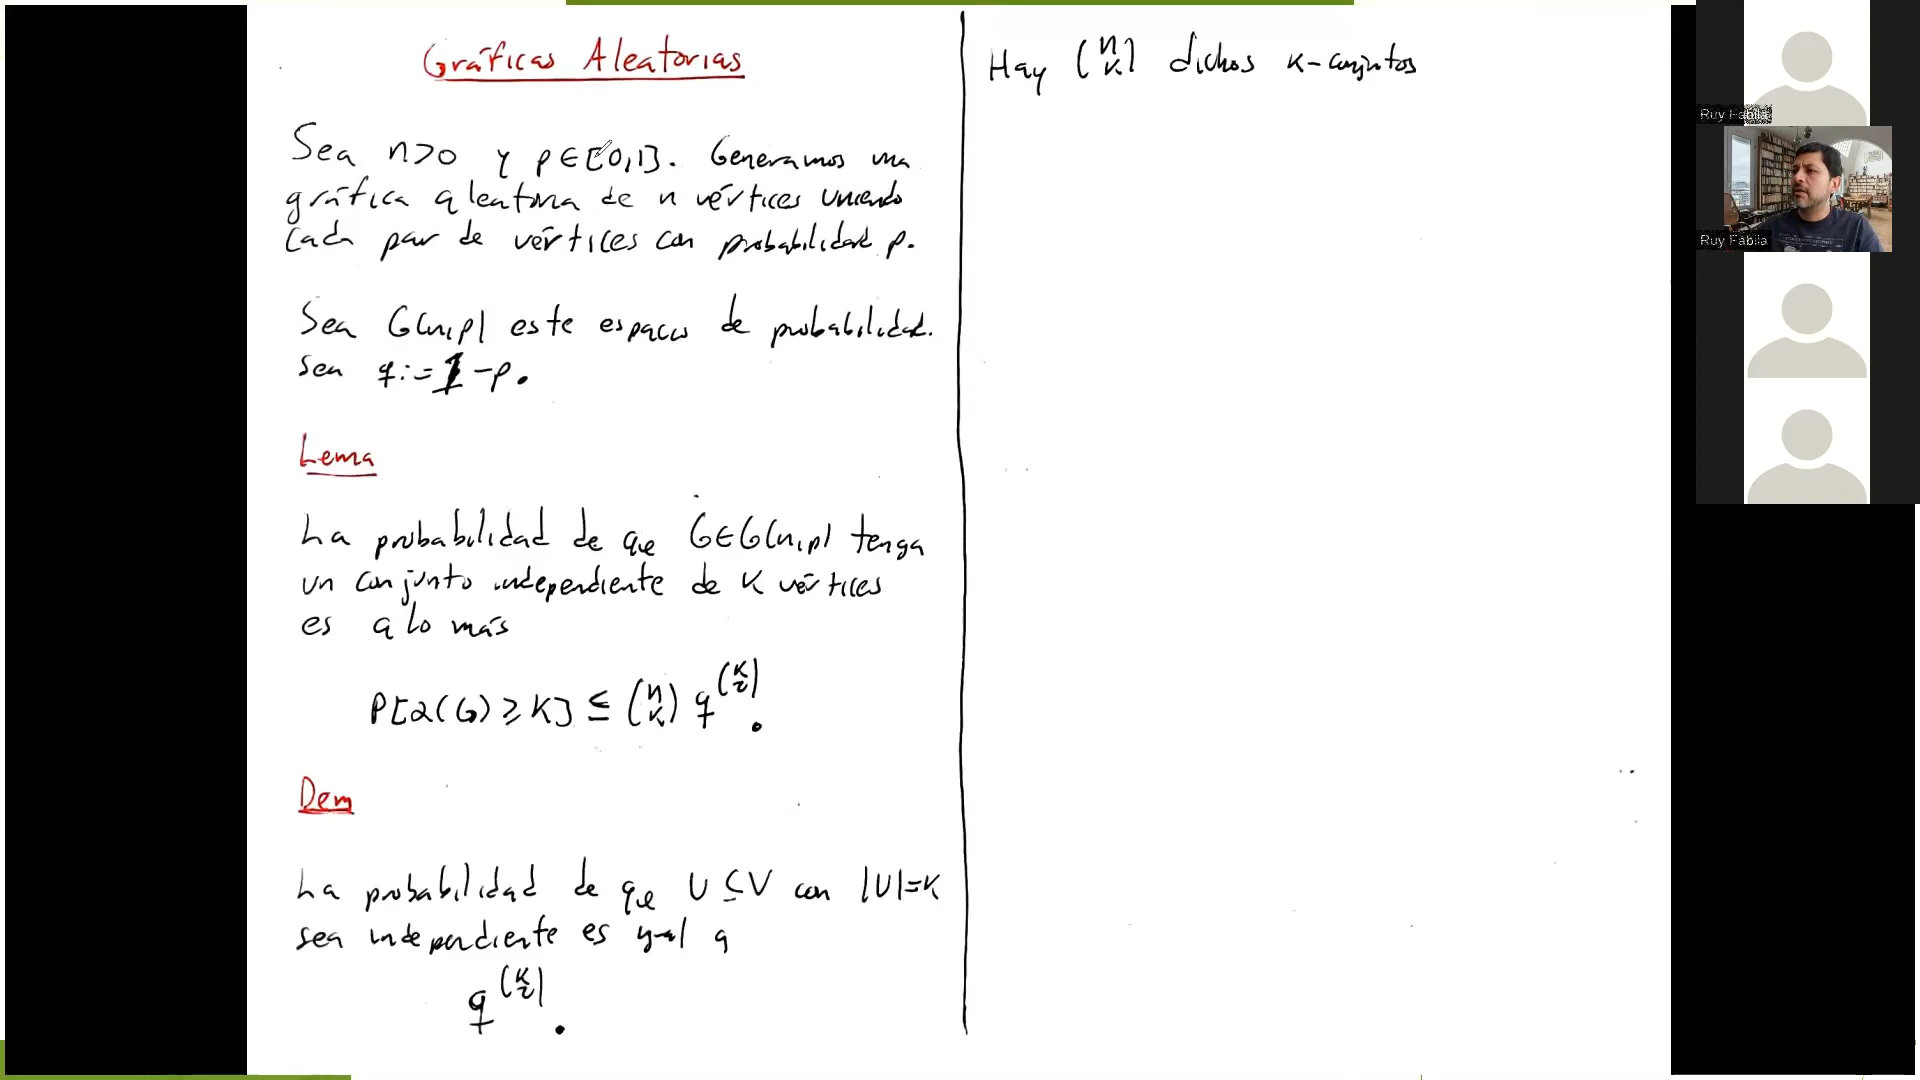 Gráficas Aleatorias
Sea n>0 y p∈[0,1]. Generamos una
gráfica aleatoria de n vértices uniendo
cada par de vértices con probabilidad p.
Sea G(n,p) este espacio de probabilidad.
Sea q:=1-p.
Lema
La probabilidad de que G∈G(n,p) tenga
un conjunto independiente de k vértices
es a lo más
P[α(G)≥k] ≤ (n k) q^(k 2).
Dem
La probabilidad de que U⊆V con |U|=k
sea independiente es igual a
q^(k 2).
Hay (n k) dichos k-conjuntos
Ruy Fabila
Ruy Fabila